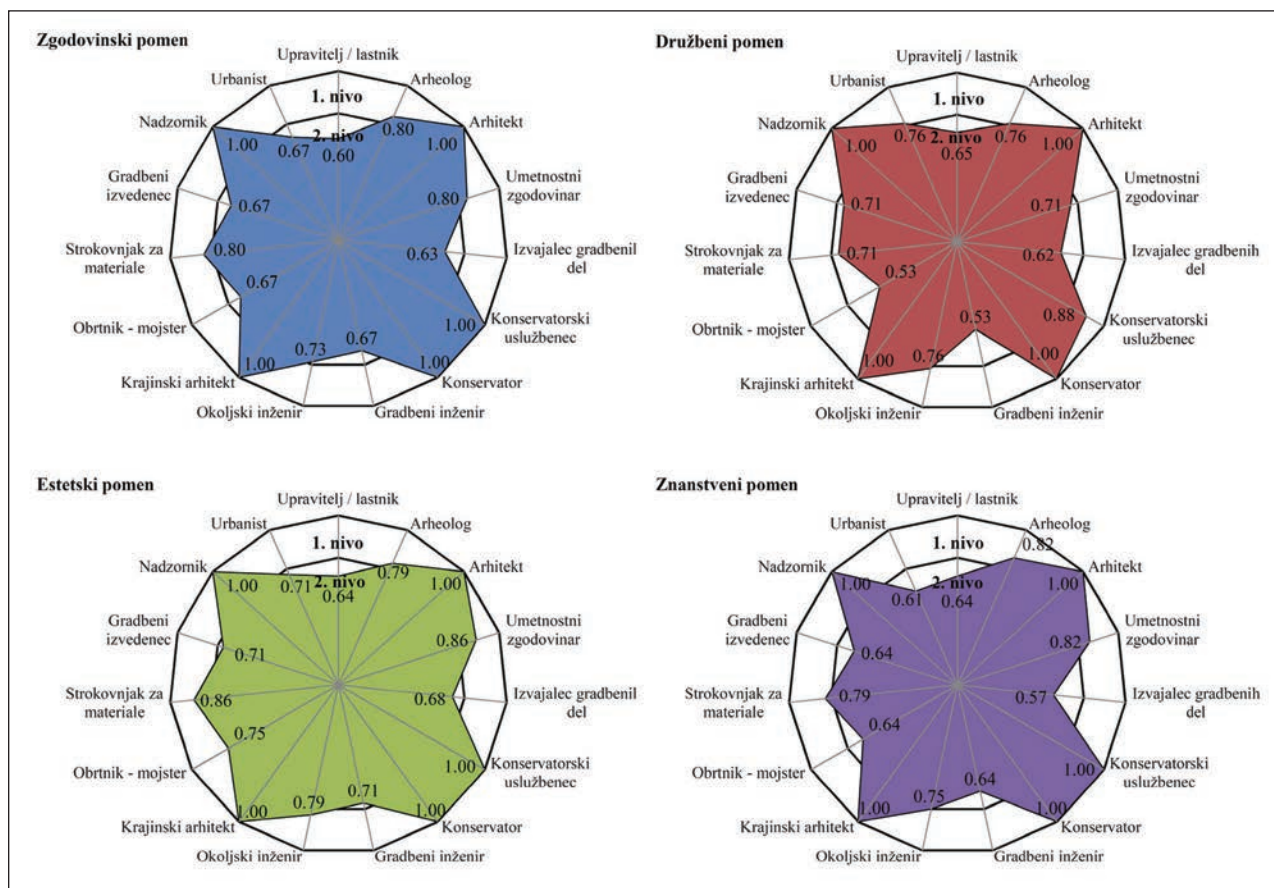 Zgodovinski pomen
Upravitelj / lastnik
Urbanist
Arheolog
1. nivo
Nadzornik
Arhitekt
2. nivo
0.80
1.00
0.67
0.60
1.00
Gradbeni
izvedenec
Umetnostni
zgodovinar
0.67
0.80
Strokovnjak za
materiale
0.80
0.63
Izvajalec gradbenil
del
0.67
Obrtnik - mojster
1.00
Konservatorski
uslužbenec
1.00
0.73
0.67
1.00
Krajinski arhitekt
Konservator
Okoljski inženir
Gradbeni inženir
Družbeni pomen
Upravitelj / lastnik
Urbanist
Arheolog
1. nivo
Nadzornik
Arhitekt
2. nivo
1.00
0.76
0.65
0.76
1.00
Gradbeni
izvedenec
Umetnostni
zgodovinar
0.71
0.71
Strokovnjak za
materiale
0.71
0.62
Izvajalec gradbenih
del
0.53
Obrtnik - mojster
0.88
Konservatorski
uslužbenec
1.00
0.76
0.53
1.00
Krajinski arhitekt
Konservator
Okoljski inženir
Gradbeni inženir
Estetski pomen
Upravitelj / lastnik
Urbanist
Arheolog
1. nivo
Nadzornik
Arhitekt
2. nivo
1.00
0.71
0.64
0.79
1.00
Gradbeni
izvedenec
Umetnostni
zgodovinar
0.71
0.86
Strokovnjak za
materiale
0.86
0.68
Izvajalec gradbenil
del
0.75
Obrtnik - mojster
1.00
Konservatorski
uslužbenec
1.00
0.79
0.71
1.00
Krajinski arhitekt
Konservator
Okoljski inženir
Gradbeni inženir
Znanstveni pomen
Upravitelj / lastnik
Urbanist
Arheolog
1. nivo
0.82
Nadzornik
Arhitekt
2. nivo
1.00
0.61
0.64
1.00
Gradbeni
izvedenec
Umetnostni
zgodovinar
0.64
0.82
Strokovnjak za
materiale
0.79
0.57
Izvajalec gradbenih
del
0.64
Obrtnik - mojster
1.00
Konservatorski
uslužbenec
1.00
0.75
0.64
1.00
Krajinski arhitekt
Konservator
Okoljski inženir
Gradbeni inženir